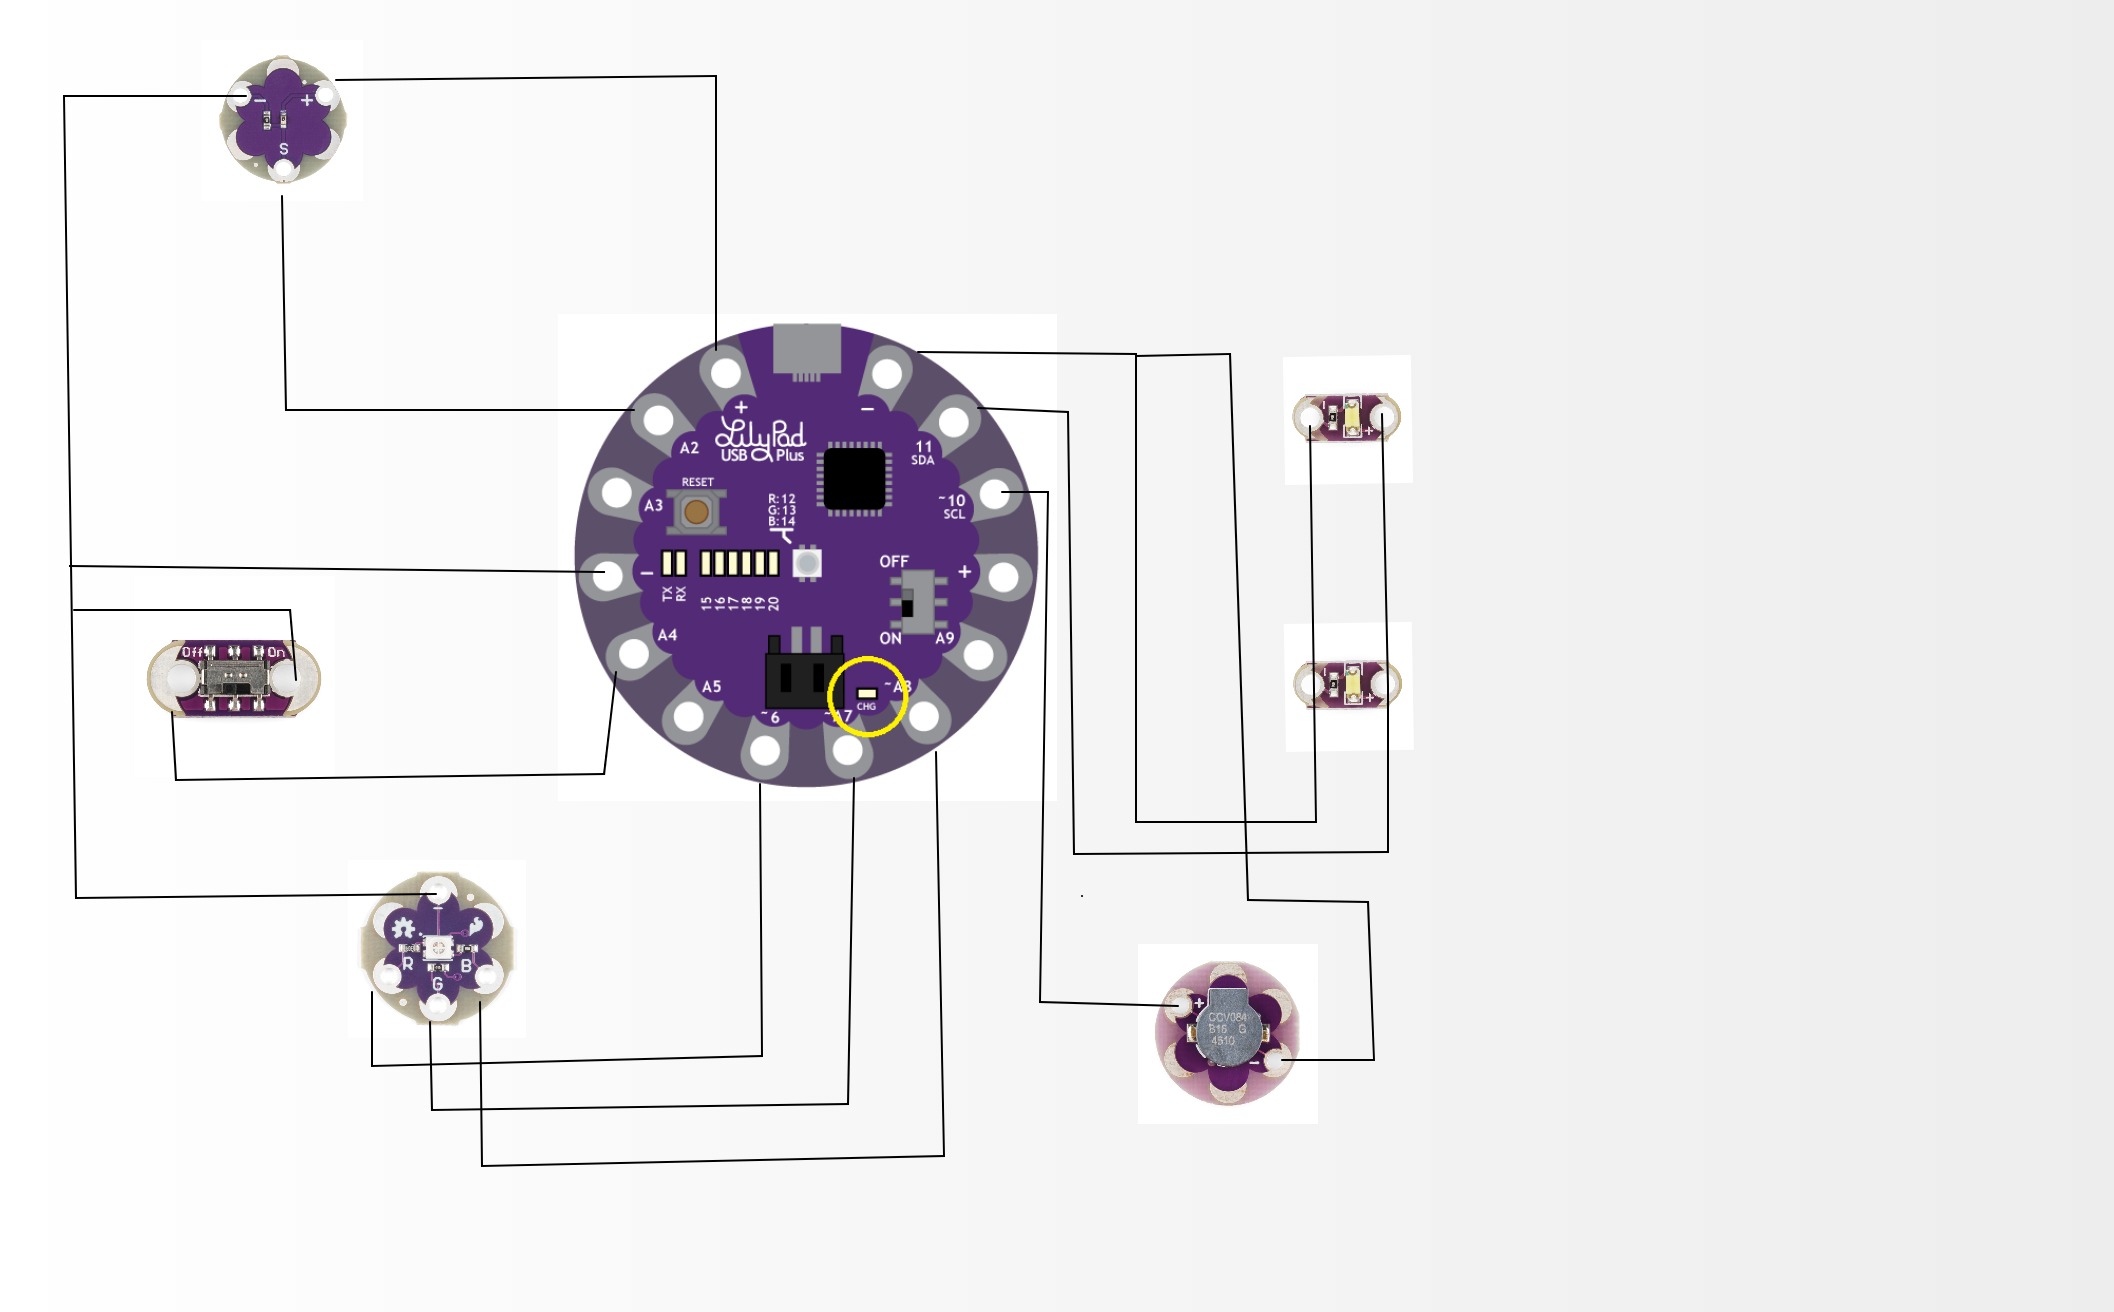 − +
S
+ −
LilyPad
USB Plus
A2
11
SDA
RESET
A3
R:12
G:13
B:14
~10
SCL
OFF
− +
TX
RX
15
16
17
18
19
20
A4
ON
A9
Off On
A5
~A8
CHG
~6
~A7
- +
- +
-
R B
G
+
CCV084
B16 G
4510
−